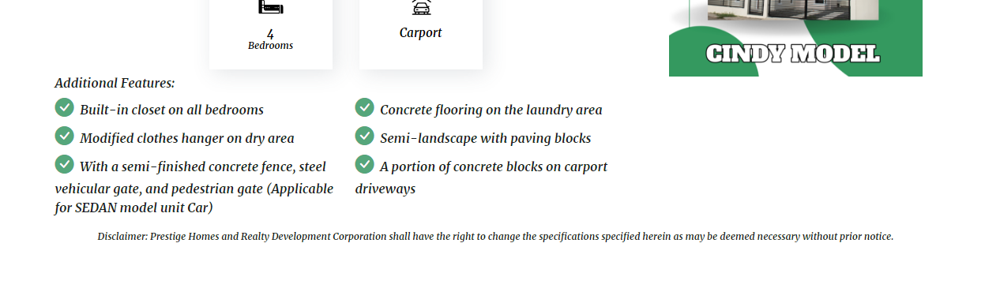 4
Bedrooms
Carport
CINDY MODEL
Additional Features:
Built-in closet on all bedrooms
Concrete flooring on the laundry area
Modified clothes hanger on dry area
Semi-landscape with paving blocks
With a semi-finished concrete fence, steel
vehicular gate, and pedestrian gate (Applicable
for SEDAN model unit Car)
A portion of concrete blocks on carport
driveways
Disclaimer: Prestige Homes and Realty Development Corporation shall have the right to change the specifications specified herein as may be deemed necessary without prior notice.